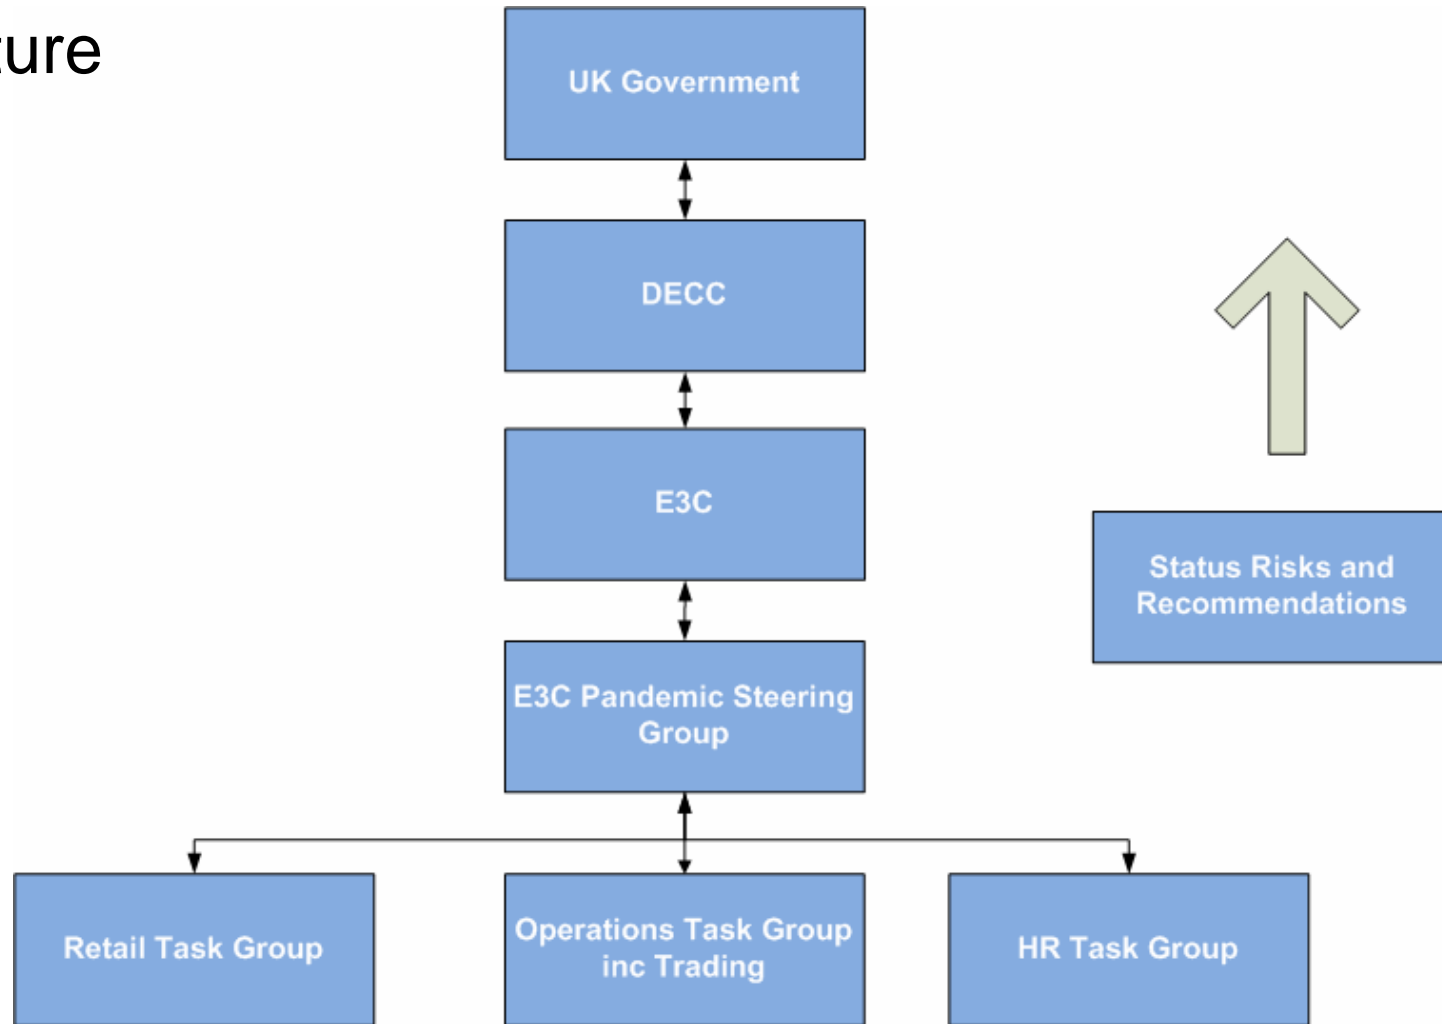 ture
UK Government
DECC
E3C
Status Risks and
Recommendations
E3C Pandemic Steering
Group
Retail Task Group
Operations Task Group
inc Trading
HR Task Group